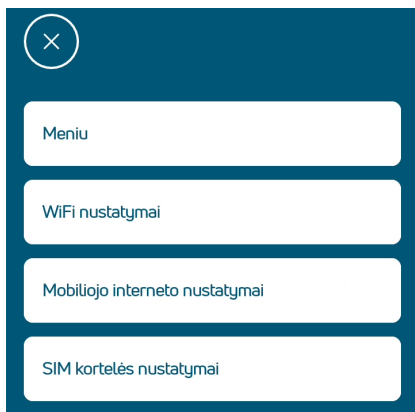 Meniu
WiFi nustatymai
Mobiliojo interneto nustatymai
SIM kortelės nustatymai